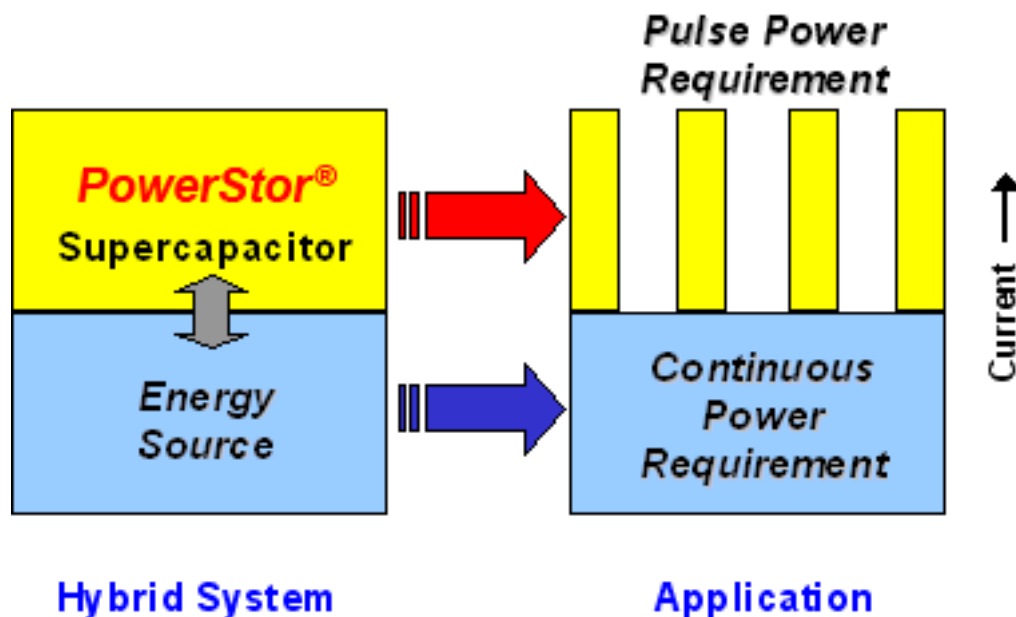 Pulse Power
Requirement
PowerStor®
Supercapacitor
Energy
Source
Continuous
Power
Requirement
Current
Hybrid System
Application